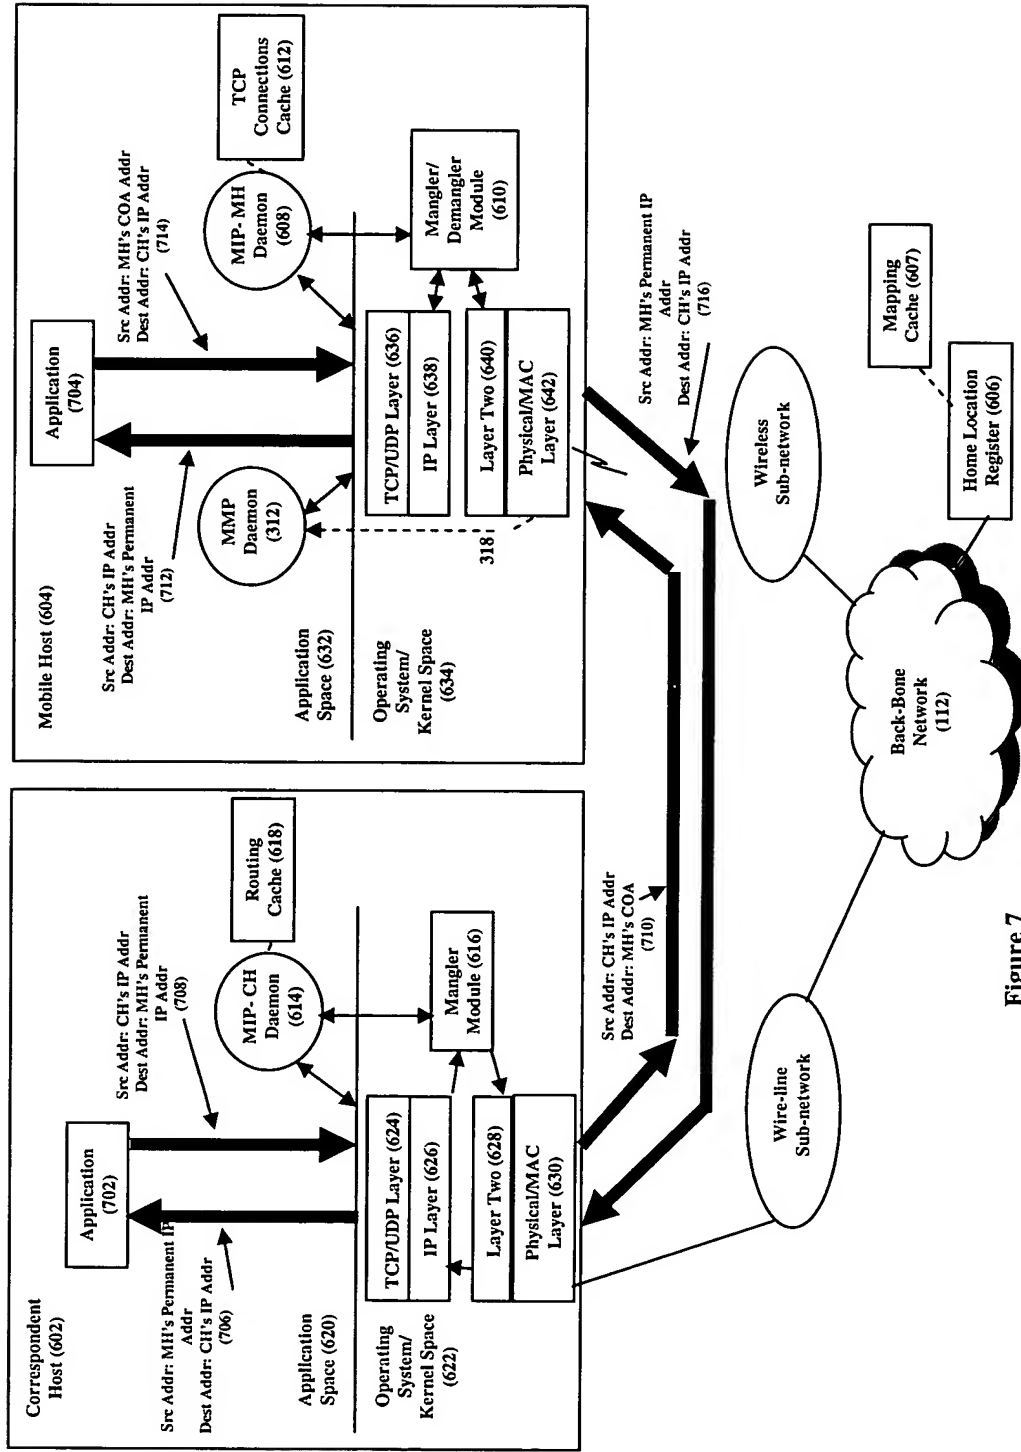 Correspondent
Host (602)
Application
(702)
Src Addr: MH's Permanent IP
Addr
Dest Addr: CH's IP Addr
(706)
Src Addr: CH's IP Addr
Dest Addr: MH's Permanent
IP Addr
(708)
MIP- CH
Daemon
(614)
Routing
Cache (618)
Application
Space (620)
Operating
System/
Kernel Space
(622)
TCP/UDP Layer (624)
IP Layer (626)
Layer Two (628)
Physical/MAC
Layer (630)
Mangler
Module (616)
Mobile Host (604)
Application
(704)
Src Addr: CH's IP Addr
Dest Addr: MH's Permanent
IP Addr
(712)
Src Addr: MH's COA Addr
Dest Addr: CH's IP Addr
(714)
MMP
Daemon
(312)
MIP- MH
Daemon
(608)
TCP
Connections
Cache (612)
Application
Space (632)
Operating
System/
Kernel Space
(634)
TCP/UDP Layer (636)
IP Layer (638)
Layer Two (640)
Physical/MAC
Layer (642)
Mangler/
Demangler
Module
(610)
318
Src Addr: CH's IP Addr
Dest Addr: MH's COA
(710)
Src Addr: MH's Permanent IP
Addr
Dest Addr: CH's IP Addr
(716)
Wire-line
Sub-network
Wireless
Sub-network
Back-Bone
Network
(112)
Mapping
Cache (607)
Home Location
Register (606)
Figure 7